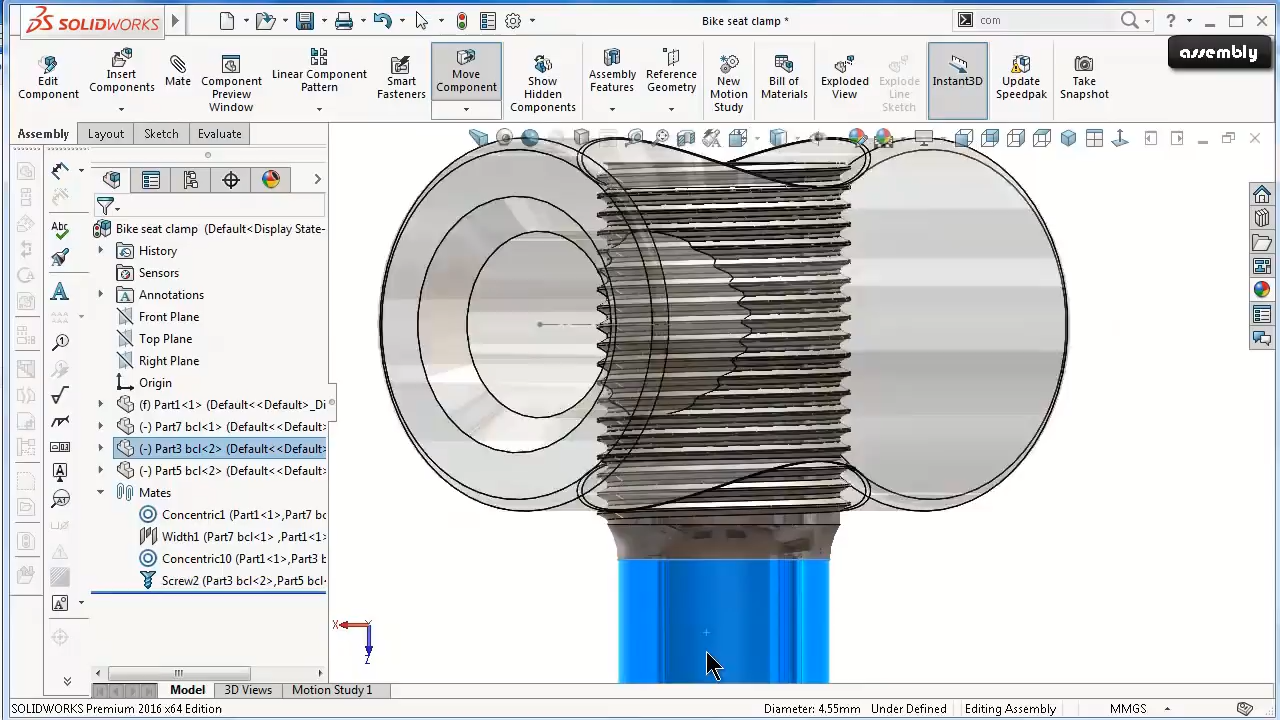 SOLIDWORKS
Bike seat clamp *
com
?
assembly
Edit Component
Insert Components
Mate
Component Preview Window
Linear Component Pattern
Smart Fasteners
Move Component
Show Hidden Components
Assembly Features
Reference Geometry
New Motion Study
Bill of Materials
Exploded View
Explode Line Sketch
Instant3D
Update Speedpak
Take Snapshot
Assembly
Layout
Sketch
Evaluate
Bike seat clamp (Default<Display State-
History
Sensors
Annotations
Front Plane
Top Plane
Right Plane
Origin
(f) Part1<1> (Default<<Default>_Di
(-) Part7 bcl<1> (Default<<Default
(-) Part3 bcl<2> (Default<<Default
(-) Part5 bcl<2> (Default<<Default
Mates
Concentric1 (Part1<1>,Part7 bc
Width1 (Part7 bcl<1> ,Part1<1>
Concentric10 (Part1<1>,Part3 b
Screw2 (Part3 bcl<2>,Part5 bcl
X
Z
Model
3D Views
Motion Study 1
SOLIDWORKS Premium 2016 x64 Edition
Diameter: 4.55mm
Under Defined
Editing Assembly
MMGS